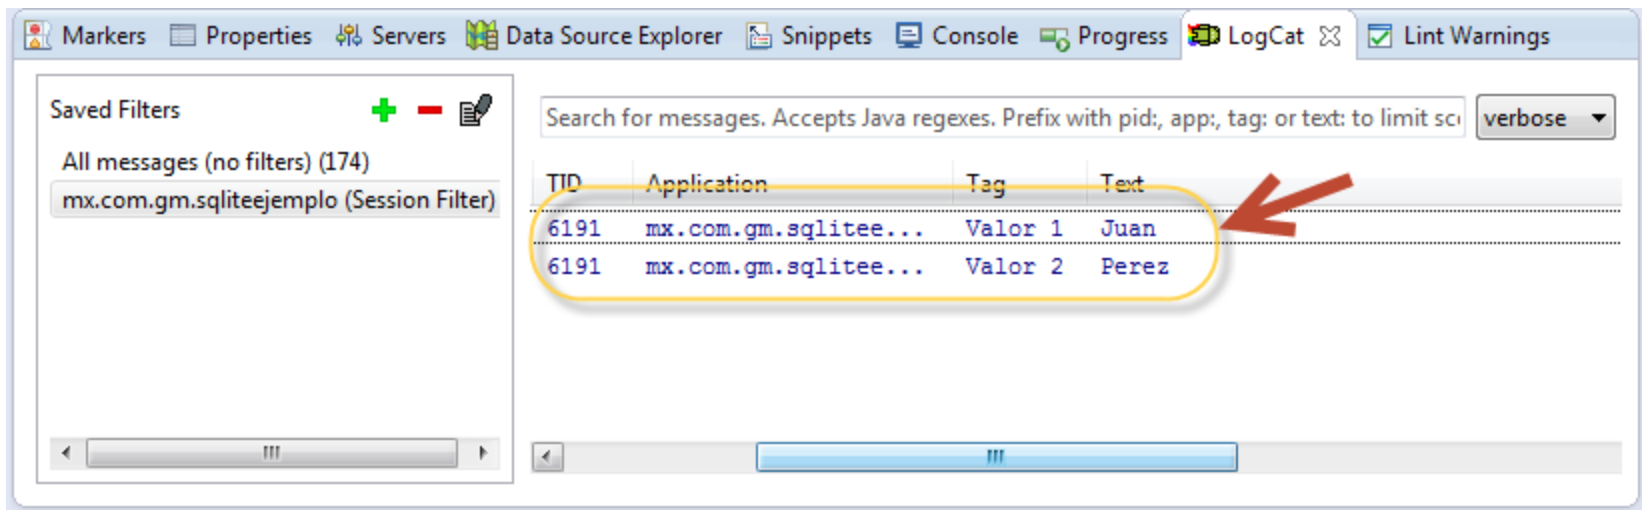 Markers Properties Servers Data Source Explorer Snippets Console Progress LogCat Lint Warnings
Saved Filters
All messages (no filters) (174)
mx.com.gm.sqliteejemplo (Session Filter)
Search for messages. Accepts Java regexes. Prefix with pid:, app:, tag: or text: to limit sco verbose
TID Application Tag Text
6191 mx.com.gm.sqlitee... Valor 1 Juan
6191 mx.com.gm.sqlitee... Valor 2 Perez